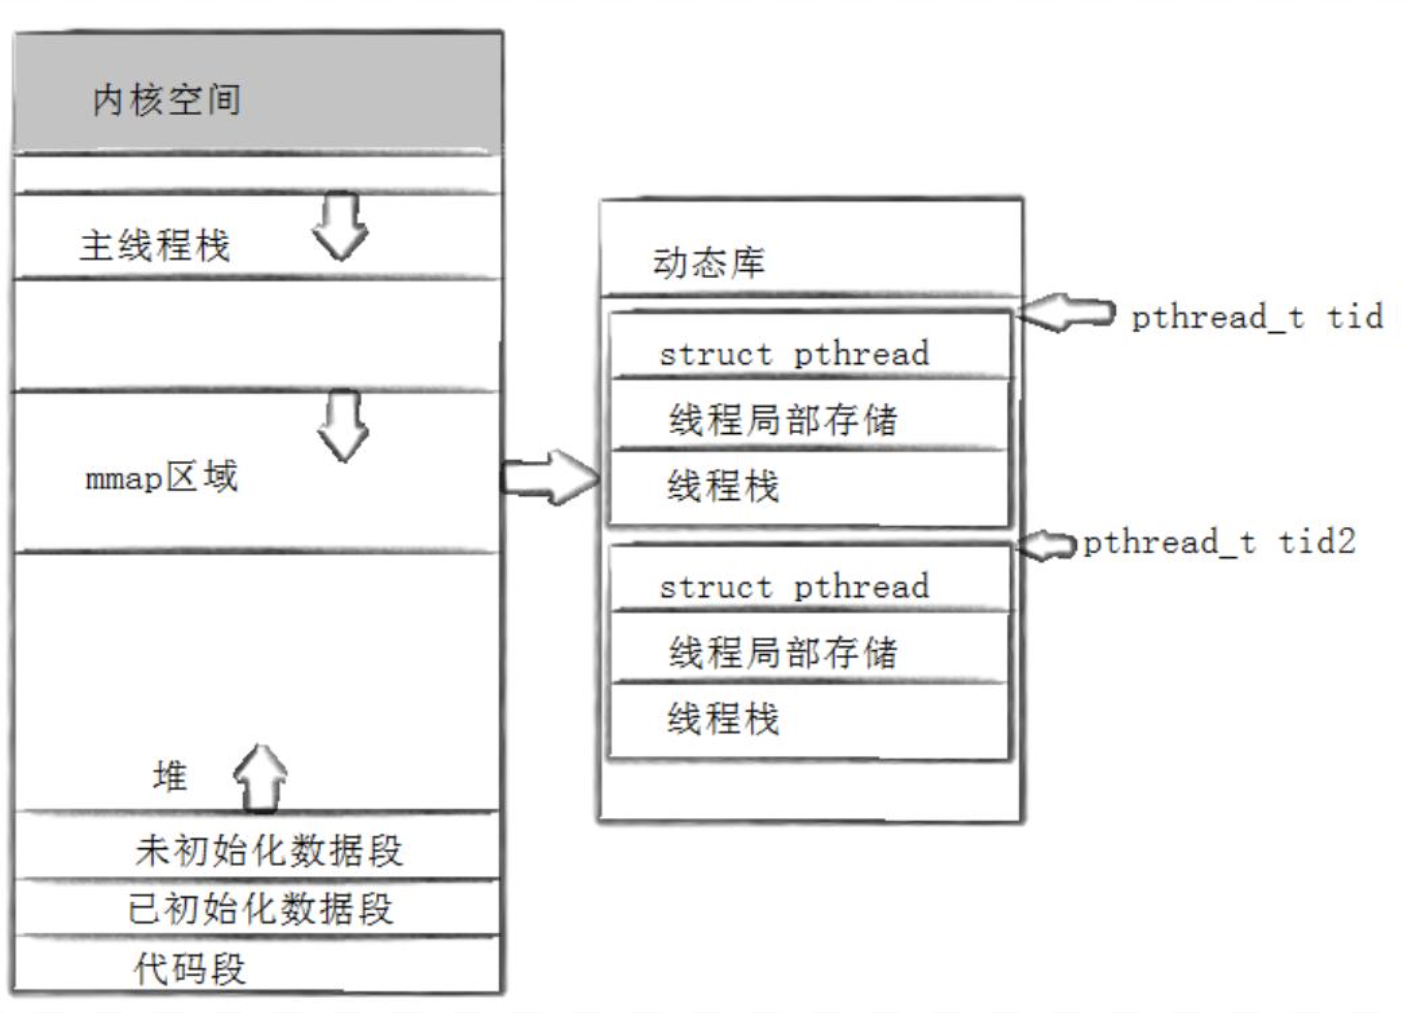 内核空间
主线程栈
mmap区域
堆
未初始化数据段
已初始化数据段
代码段
动态库
struct pthread
线程局部存储
线程栈
struct pthread
线程局部存储
线程栈
pthread_t tid
pthread_t tid2